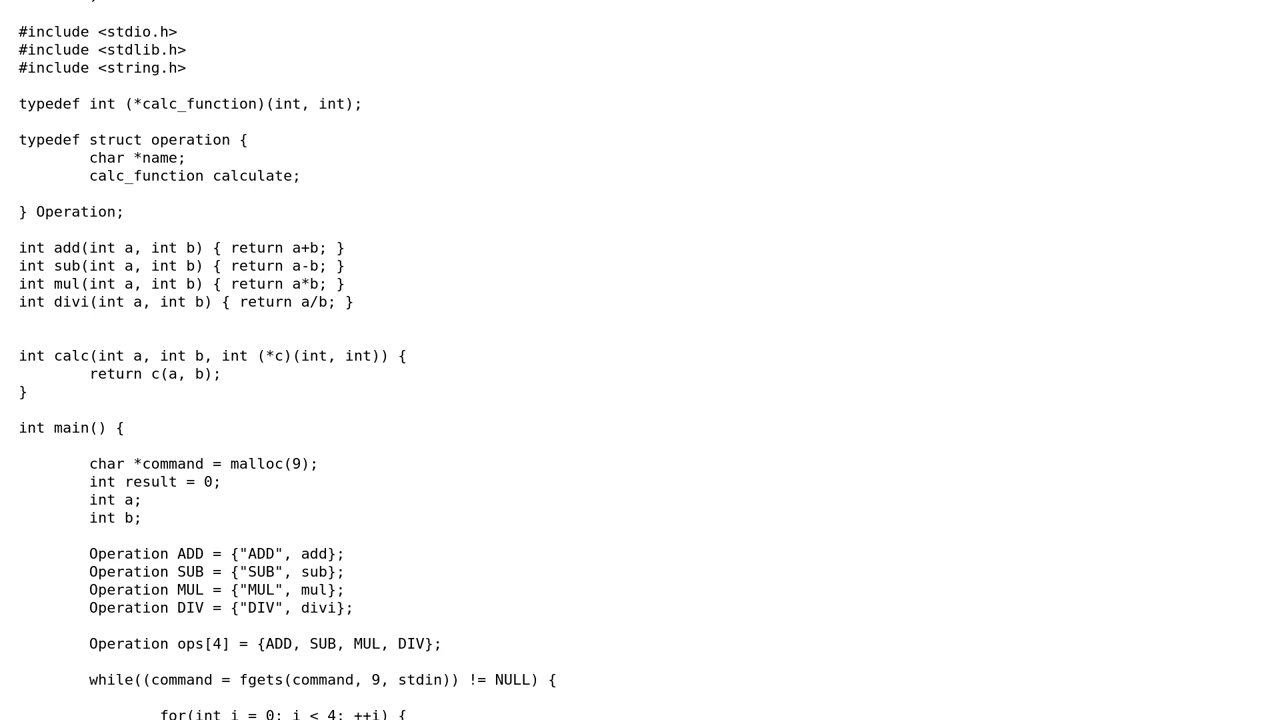 #include <stdio.h>
#include <stdlib.h>
#include <string.h>
typedef int (*calc_function)(int, int);
typedef struct operation {
char *name;
calc_function calculate;
} Operation;
int add(int a, int b) { return a+b; }
int sub(int a, int b) { return a-b; }
int mul(int a, int b) { return a*b; }
int divi(int a, int b) { return a/b; }
int calc(int a, int b, int (*c)(int, int)) {
return c(a, b);
}
int main() {
char *command = malloc(9);
int result = 0;
int a;
int b;
Operation ADD = {"ADD", add};
Operation SUB = {"SUB", sub};
Operation MUL = {"MUL", mul};
Operation DIV = {"DIV", divi};
Operation ops[4] = {ADD, SUB, MUL, DIV};
while((command = fgets(command, 9, stdin)) != NULL) {
for(int i = 0; i < 4; ++i) {